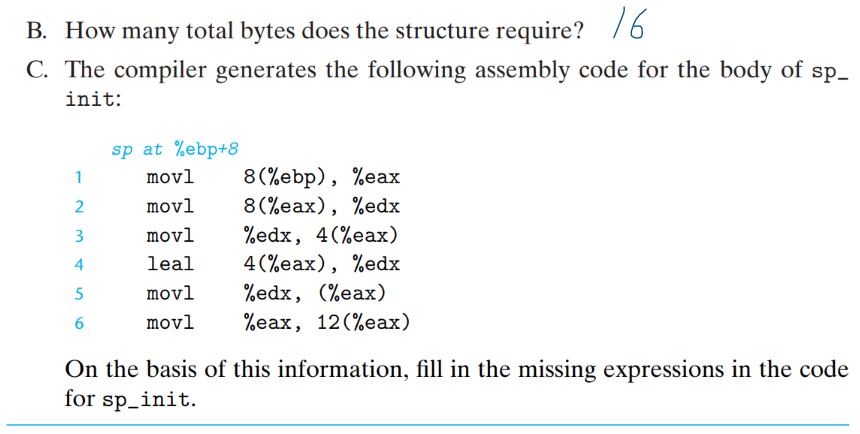 B. How many total bytes does the structure require? 16
C. The compiler generates the following assembly code for the body of sp_
init:
sp at %ebp+8
1 movl 8(%ebp), %eax
2 movl 8(%eax), %edx
3 movl %edx, 4(%eax)
4 leal 4(%eax), %edx
5 movl %edx, (%eax)
6 movl %eax, 12(%eax)
On the basis of this information, fill in the missing expressions in the code
for sp_init.